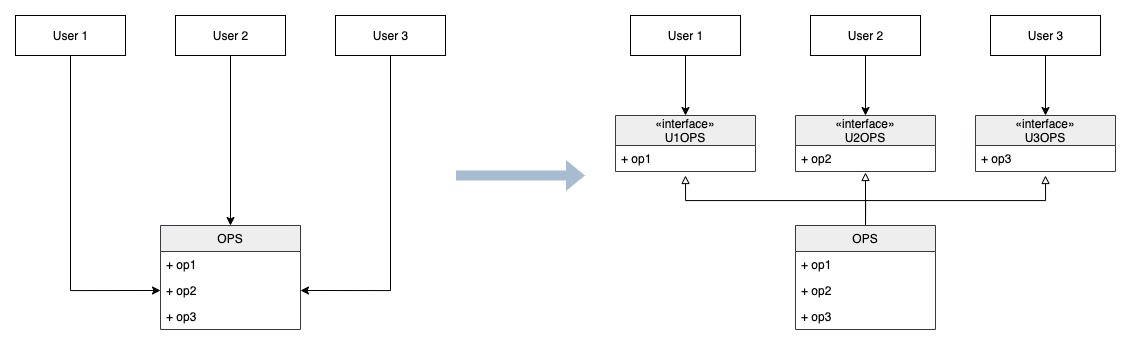 User 1
User 2
User 3
OPS
+ op1
+ op2
+ op3
User 1
User 2
User 3
«interface»
U1OPS
+ op1
«interface»
U2OPS
+ op2
«interface»
U3OPS
+ op3
OPS
+ op1
+ op2
+ op3